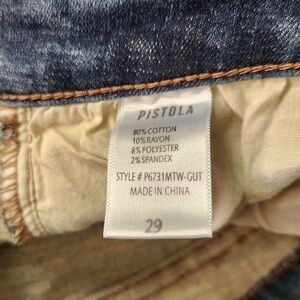 PISTOLA
80% COTTON
10% RAYON
8% POLYESTER
2% SPANDEX
STYLE # P6731MTW-GUT
MADE IN CHINA
29